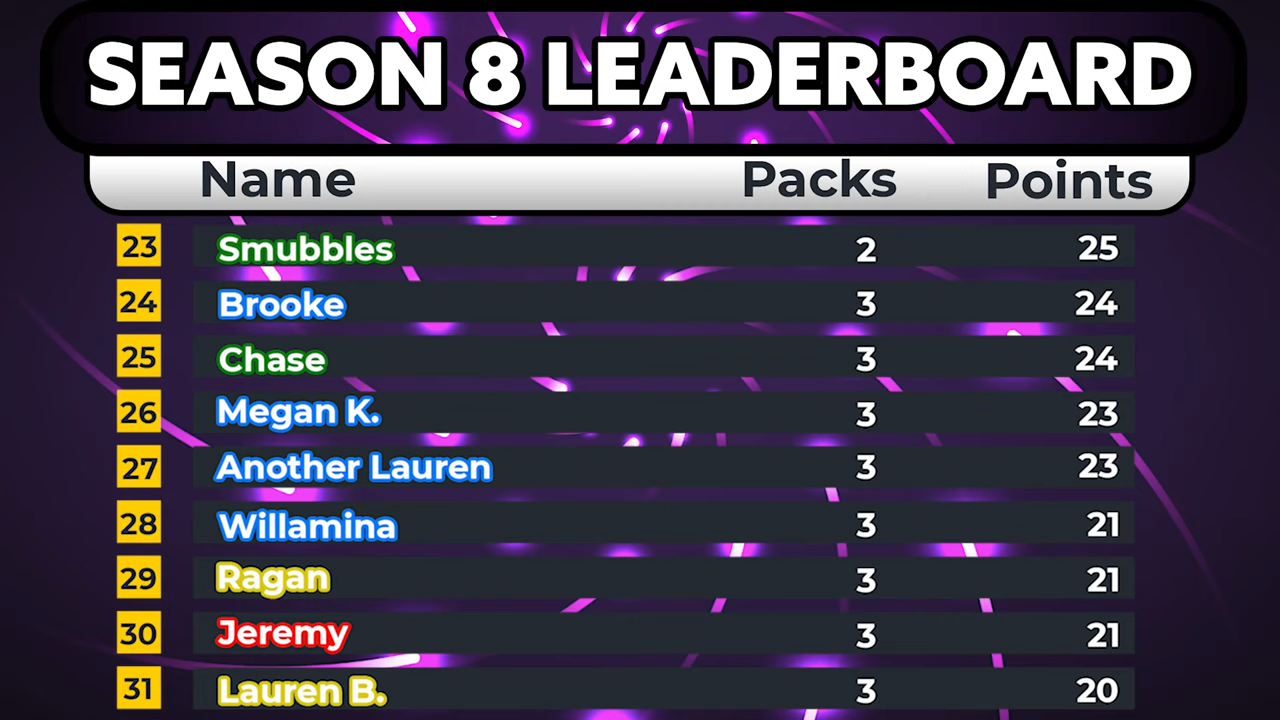 SEASON 8 LEADERBOARD
Name Packs Points
23 Smubbles 2 25
24 Brooke 3 24
25 Chase 3 24
26 Megan K. 3 23
27 Another Lauren 3 23
28 Willamina 3 21
29 Ragan 3 21
30 Jeremy 3 21
31 Lauren B. 3 20